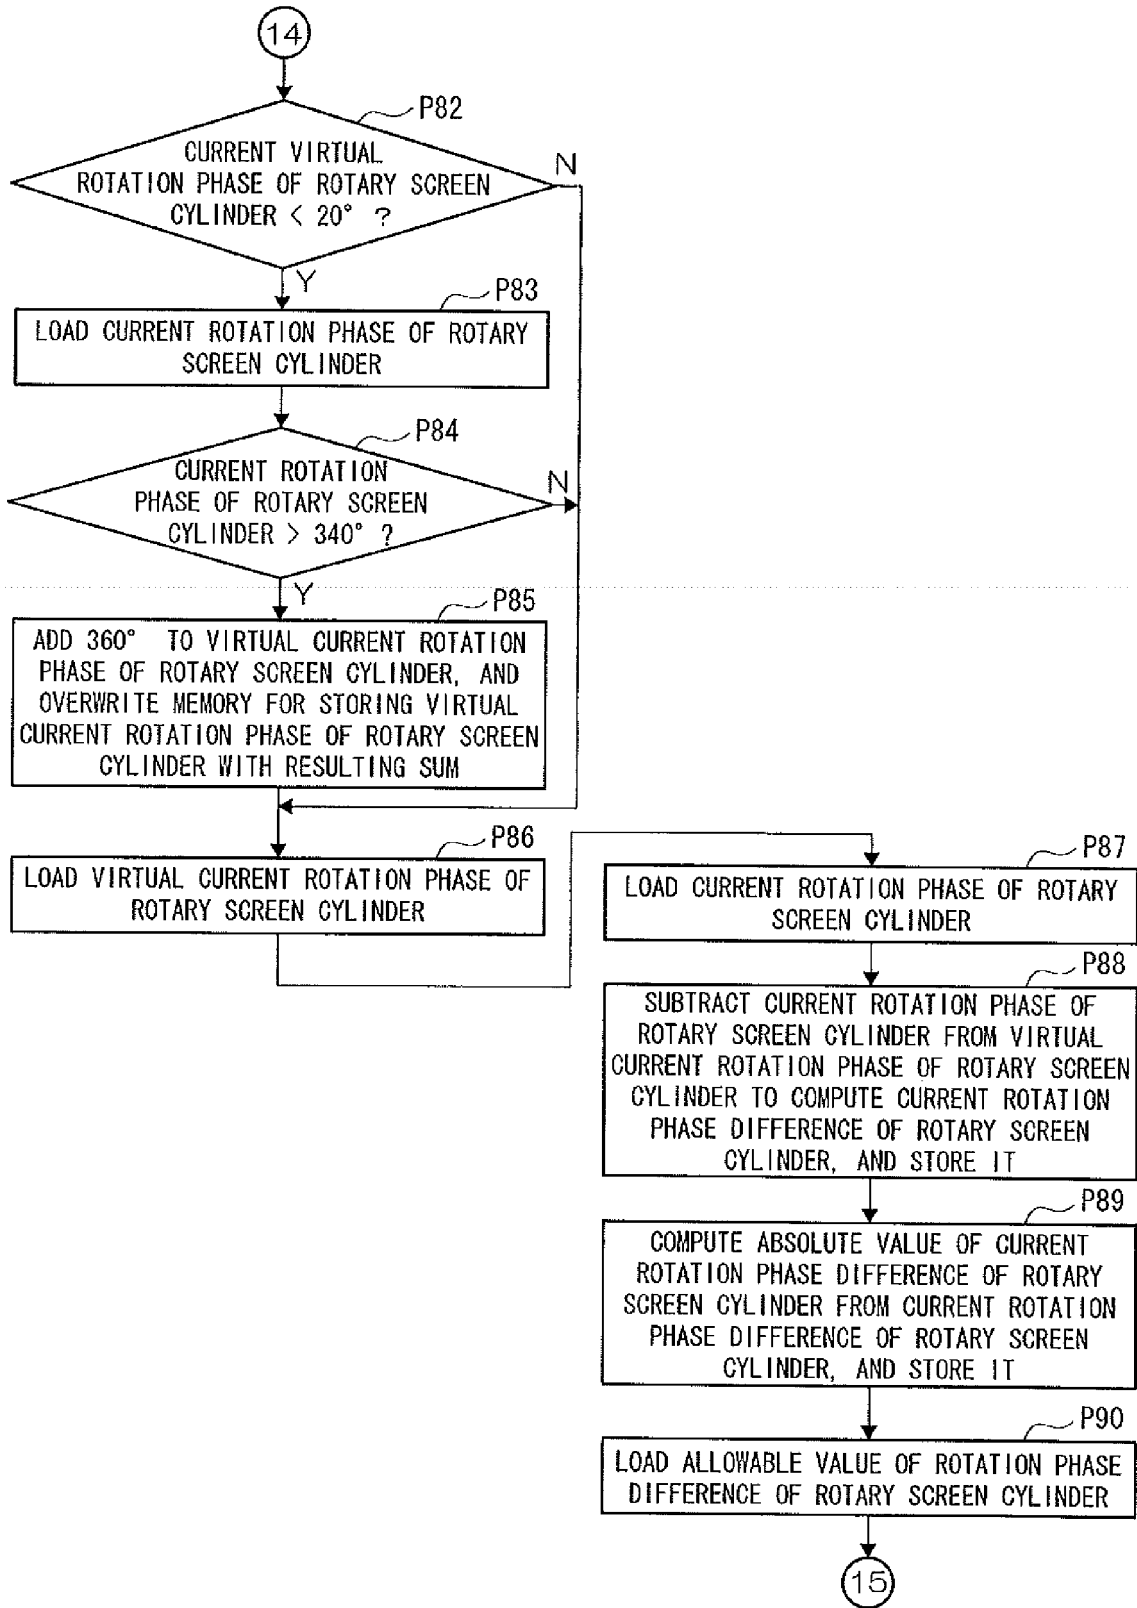 14
P82
CURRENT VIRTUAL
ROTATION PHASE OF ROTARY SCREEN
CYLINDER < 20° ?
N
Y
P83
LOAD CURRENT ROTATION PHASE OF ROTARY
SCREEN CYLINDER
P84
CURRENT ROTATION
PHASE OF ROTARY SCREEN
CYLINDER > 340° ?
N
Y
P85
ADD 360° TO VIRTUAL CURRENT ROTATION
PHASE OF ROTARY SCREEN CYLINDER, AND
OVERWRITE MEMORY FOR STORING VIRTUAL
CURRENT ROTATION PHASE OF ROTARY SCREEN
CYLINDER WITH RESULTING SUM
P86
LOAD VIRTUAL CURRENT ROTATION PHASE OF
ROTARY SCREEN CYLINDER
P87
LOAD CURRENT ROTATION PHASE OF ROTARY
SCREEN CYLINDER
P88
SUBTRACT CURRENT ROTATION PHASE OF
ROTARY SCREEN CYLINDER FROM VIRTUAL
CURRENT ROTATION PHASE OF ROTARY SCREEN
CYLINDER TO COMPUTE CURRENT ROTATION
PHASE DIFFERENCE OF ROTARY SCREEN
CYLINDER, AND STORE IT
P89
COMPUTE ABSOLUTE VALUE OF CURRENT
ROTATION PHASE DIFFERENCE OF ROTARY
SCREEN CYLINDER FROM CURRENT ROTATION
PHASE DIFFERENCE OF ROTARY SCREEN
CYLINDER, AND STORE IT
P90
LOAD ALLOWABLE VALUE OF ROTATION PHASE
DIFFERENCE OF ROTARY SCREEN CYLINDER
15